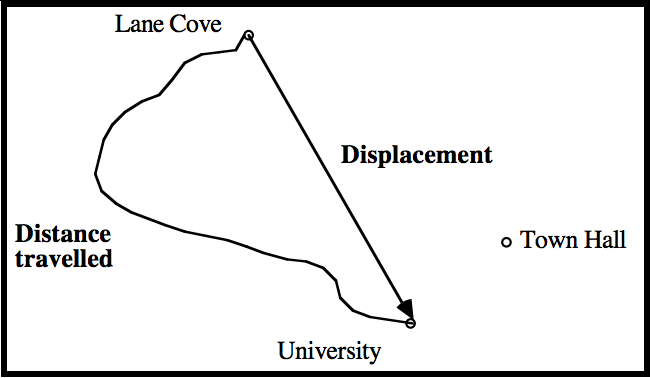 Lane Cove
Displacement
Distance
travelled
Town Hall
University